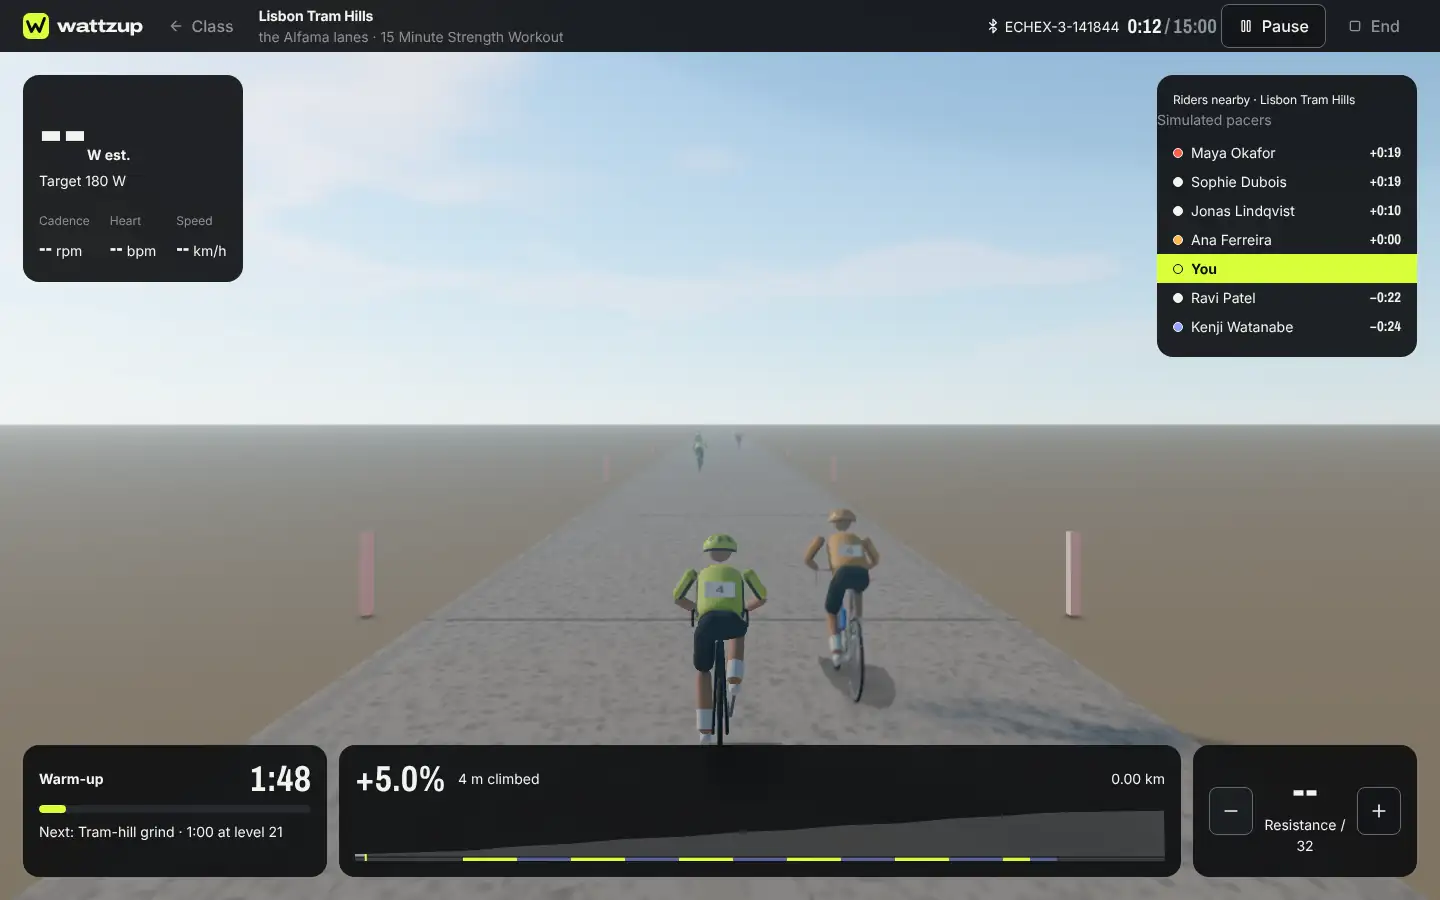 wattzup
Class
Lisbon Tram Hills
the Alfama lanes · 15 Minute Strength Workout
ECHEX-3-141844 0:12 / 15:00
Pause
End
--
W est.
Target 180 W
Cadence Heart Speed
-- rpm -- bpm -- km/h
Riders nearby · Lisbon Tram Hills
Simulated pacers
Maya Okafor +0:19
Sophie Dubois +0:19
Jonas Lindqvist +0:10
Ana Ferreira +0:00
You
Ravi Patel −0:22
Kenji Watanabe −0:24
4
4
Warm-up 1:48
Next: Tram-hill grind · 1:00 at level 21
+5.0% 4 m climbed 0.00 km
--
Resistance /
32